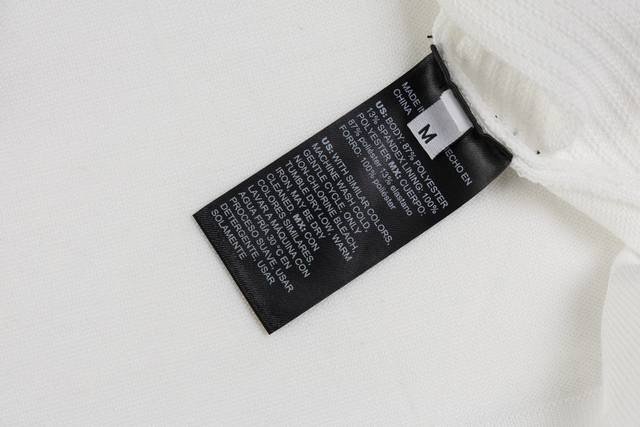 M
MADE IN
CHINA
ECHO EN
US: BODY: 87% POLYESTER
13% SPANDEX LINING: 100%
POLYESTER MX: CUERPO:
87% poliéster 13% elastano
FORRO: 100% poliéster
US: WITH SIMILAR COLORS,
MACHINE WASH COLD,
GENTLE CYCLE. ONLY
NON-CHLORINE BLEACH,
TUMBLE DRY LOW, WARM
IRON, MAY BE DRY
CLEANED. MX: CON
COLORES SIMILARES,
LAVAR A MAQUINA CON
AGUA FRIA 30 °C EN
PROCESO SUAVE, USAR
DETERGENTE, USAR
SOLAMENTE